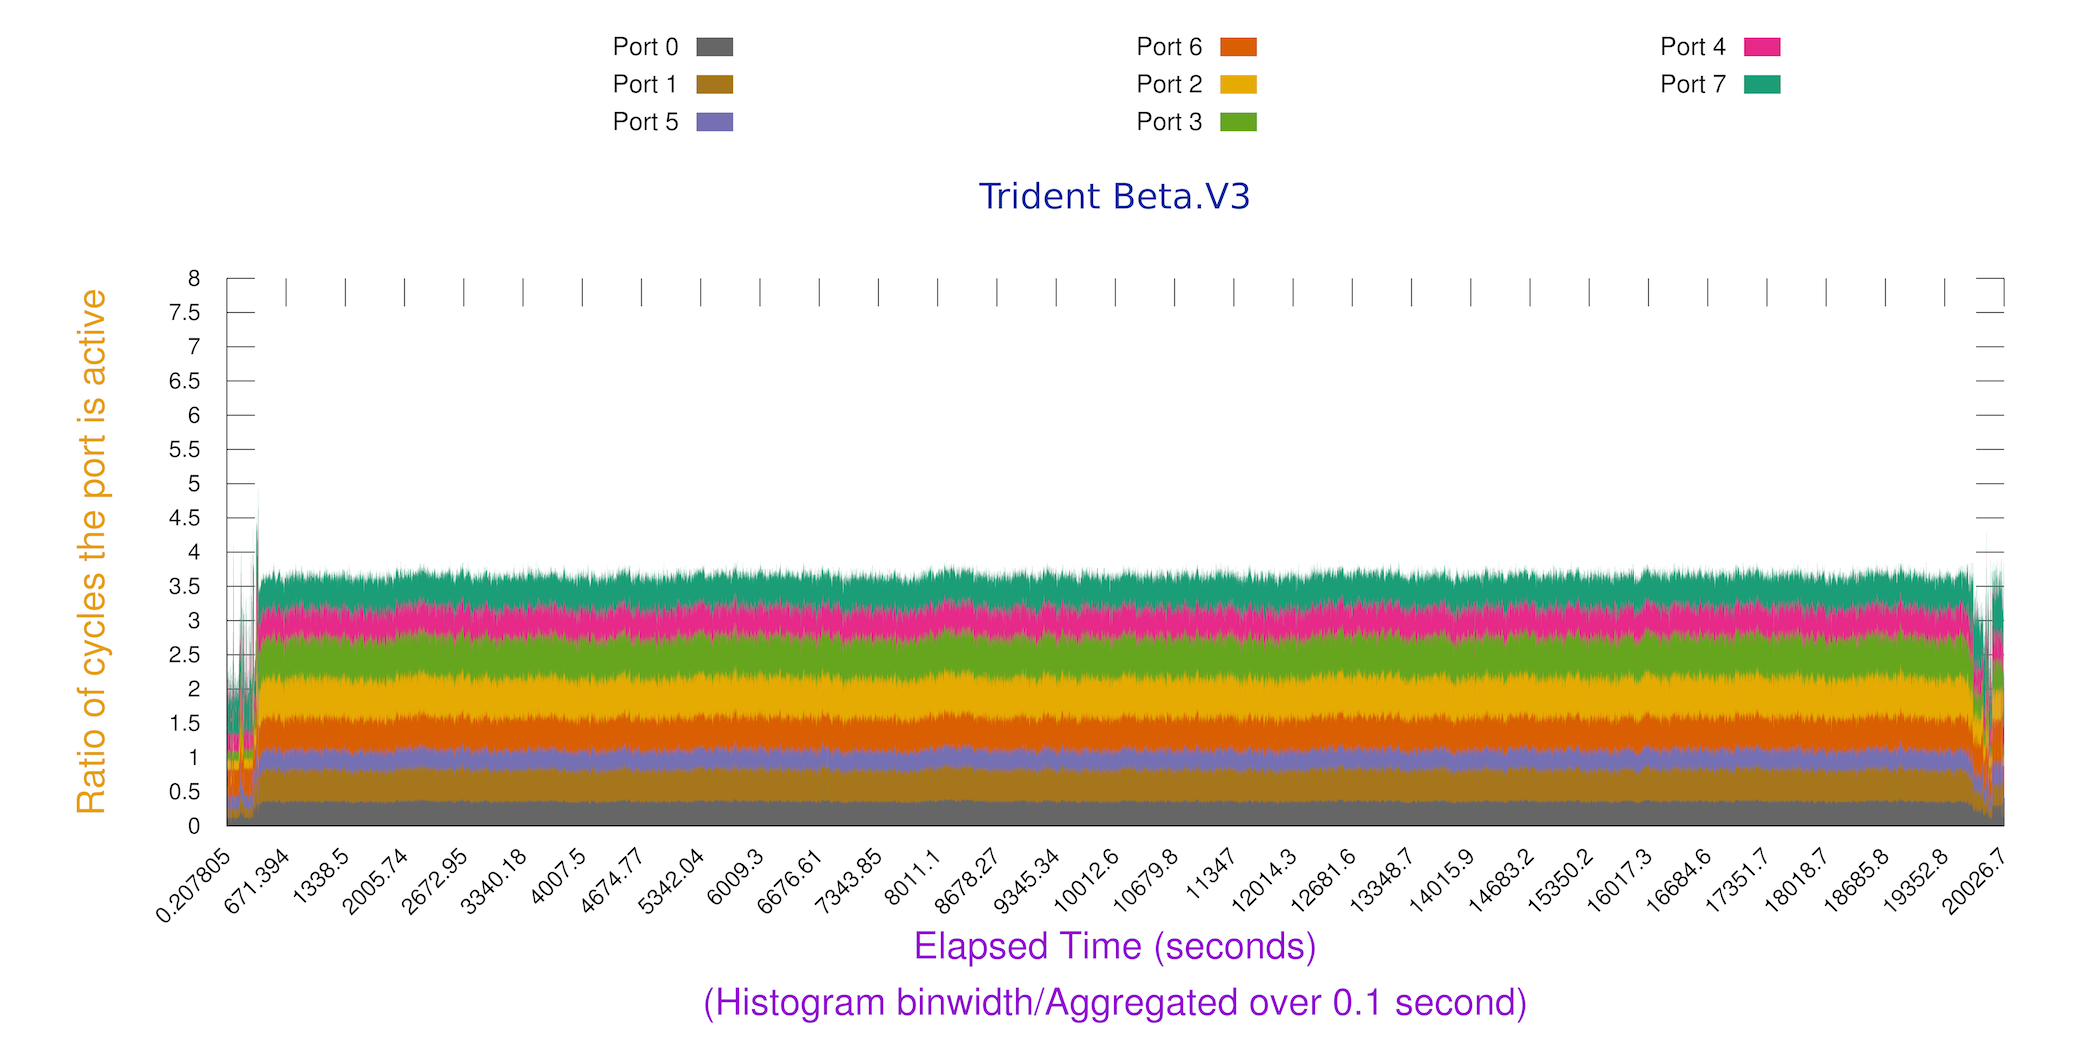 Port 0 Port 6 Port 4
Port 1 Port 2 Port 7
Port 5 Port 3
Trident Beta.V3
Ratio of cycles the port is active
8
7.5
7
6.5
6
5.5
5
4.5
4
3.5
3
2.5
2
1.5
1
0.5
0
0.207805 671.394 1338.5 2005.74 2672.95 3340.18 4007.5 4674.77 5342.04 6009.3 6676.61 7343.85 8011.1 8678.27 9345.34 10012.6 10679.8 11347 12014.3 12681.6 13348.7 14015.9 14683.2 15350.2 16017.3 16684.6 17351.7 18018.7 18685.8 19352.8 20026.7
Elapsed Time (seconds)
(Histogram binwidth/Aggregated over 0.1 second)